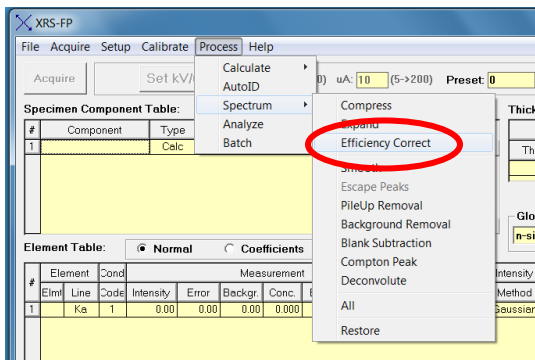 XRS-FP
File Acquire Setup Calibrate Process Help
Acquire Set kV/ ) uA: 10 (5->200) Preset: 0
Calculate
AutoID
Spectrum
Analyze
Batch
Compress
Expand
Efficiency Correct
Smooth
Escape Peaks
PileUp Removal
Background Removal
Blank Subtraction
Compton Peak
Deconvolute
All
Restore
Specimen Component Table: Thick
# Component Type Th
1 Calc
Glo
n-si
Element Table: Normal Coefficients
# Element Cond Measurement Intensity
Elmt Line Code Intensity Error Backgr. Conc. Method
1 Ka 1 0.00 0.00 0.00 0.000 Gaussian